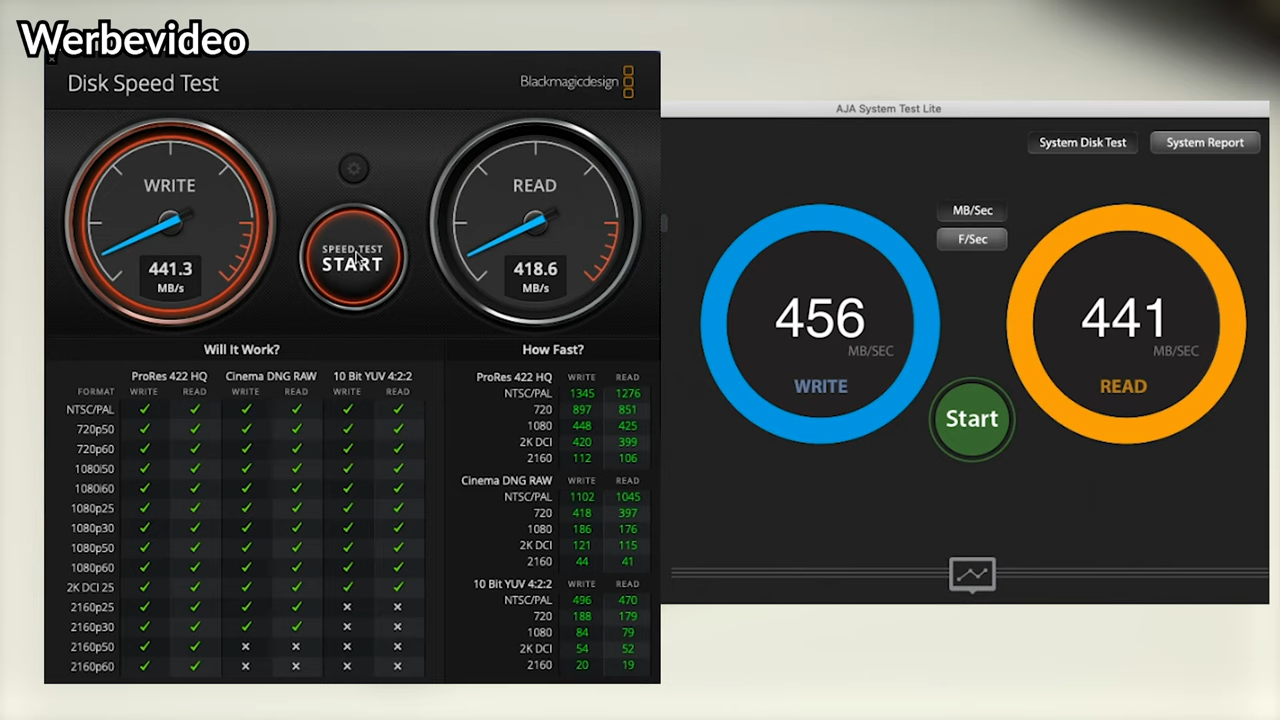 Werbevideo
Disk Speed Test
Blackmagicdesign
WRITE
441.3
MB/s
SPEED TEST
START
READ
418.6
MB/s
Will It Work?
ProRes 422 HQ Cinema DNG RAW 10 Bit YUV 4:2:2
FORMAT WRITE READ WRITE READ WRITE READ
NTSC/PAL ✓ ✓ ✓ ✓ ✓ ✓
720p50 ✓ ✓ ✓ ✓ ✓ ✓
720p60 ✓ ✓ ✓ ✓ ✓ ✓
1080i50 ✓ ✓ ✓ ✓ ✓ ✓
1080i60 ✓ ✓ ✓ ✓ ✓ ✓
1080p25 ✓ ✓ ✓ ✓ ✓ ✓
1080p30 ✓ ✓ ✓ ✓ ✓ ✓
1080p50 ✓ ✓ ✓ ✓ ✓ ✓
1080p60 ✓ ✓ ✓ ✓ ✓ ✓
2K DCI 25 ✓ ✓ ✓ ✓ ✓ ✓
2160p25 ✓ ✓ ✓ ✓ × ×
2160p30 ✓ ✓ ✓ ✓ × ×
2160p50 ✓ ✓ × × × ×
2160p60 ✓ ✓ × × × ×
How Fast?
ProRes 422 HQ WRITE READ
NTSC/PAL 1345 1276
720 897 851
1080 448 425
2K DCI 420 399
2160 112 106
Cinema DNG RAW WRITE READ
NTSC/PAL 1102 1045
720 418 397
1080 186 176
2K DCI 121 115
2160 44 41
10 Bit YUV 4:2:2 WRITE READ
NTSC/PAL 496 470
720 188 179
1080 84 79
2K DCI 54 52
2160 20 19
AJA System Test Lite
System Disk Test System Report
MB/Sec
F/Sec
456
MB/SEC
WRITE
441
MB/SEC
READ
Start